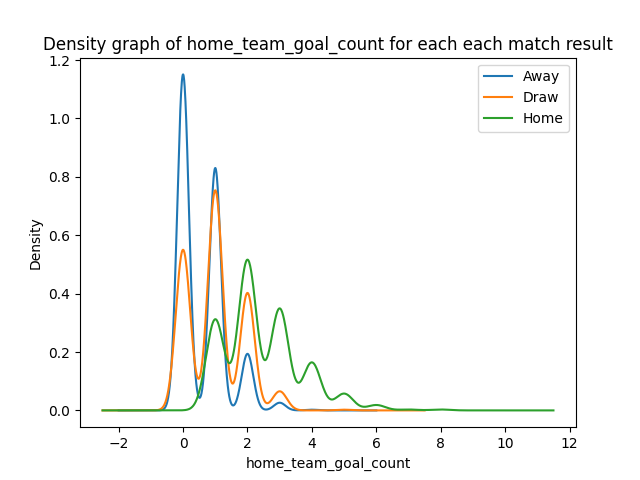 Density graph of home_team_goal_count for each each match result
Away
Draw
Home
1.2
1.0
0.8
0.6
0.4
0.2
0.0
Density
−2
0
2
4
6
8
10
12
home_team_goal_count